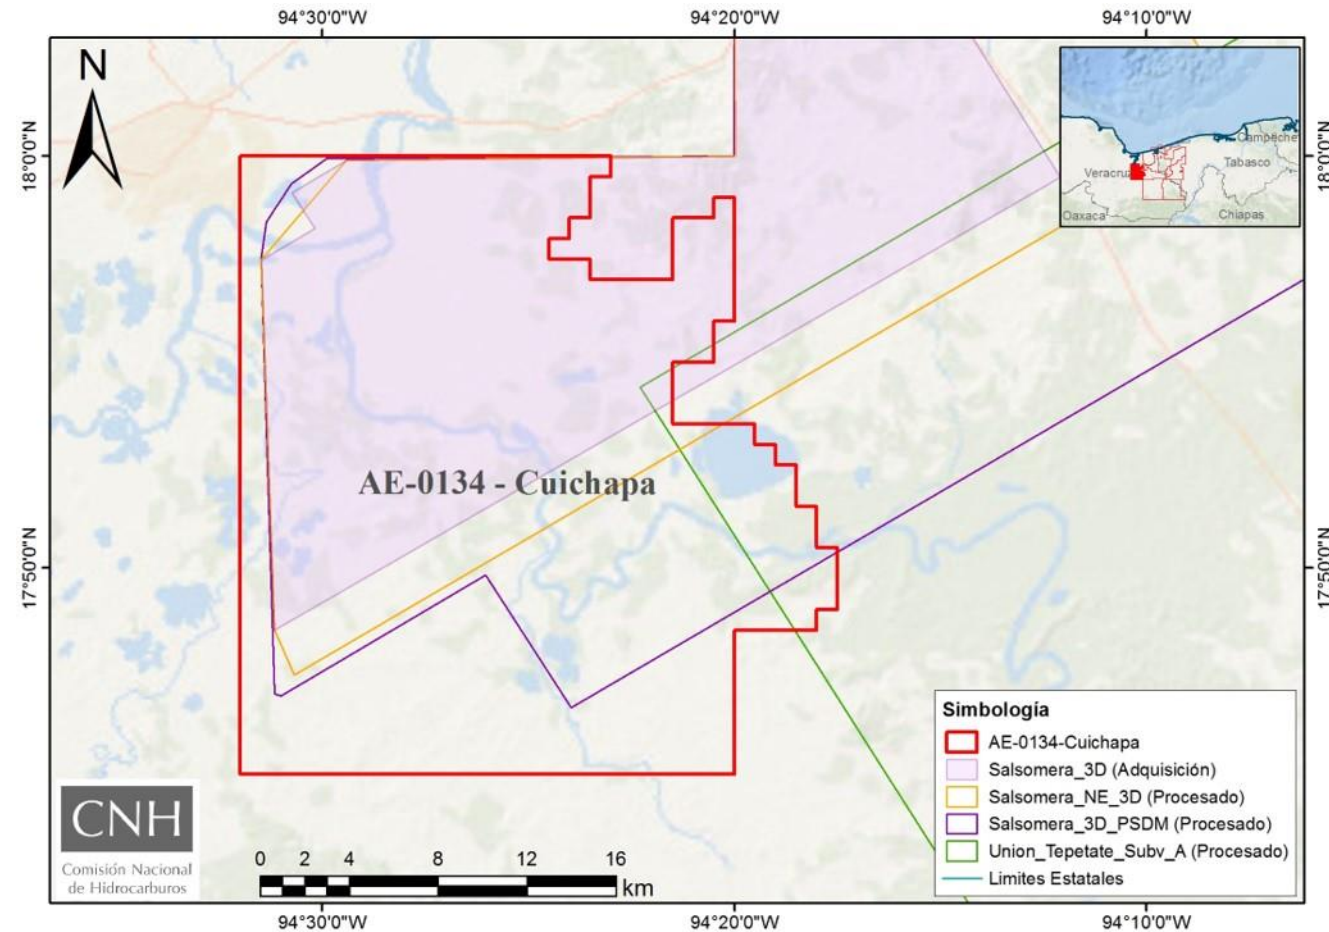 94°30'0"W
94°20'0"W
94°10'0"W
N
18°0'0"N
18°0'0"N
Campeche
Tabasco
Veracruz
Oaxaca
Chiapas
AE-0134 - Cuichapa
17°50'0"N
17°50'0"N
Simbología
AE-0134-Cuichapa
Salsomera_3D (Adquisición)
Salsomera_NE_3D (Procesado)
Salsomera_3D_PSDM (Procesado)
Union_Tepetate_Subv_A (Procesado)
Limites Estatales
CNH
Comisión Nacional
de Hidrocarburos
0 2 4 8 12 16
km
94°30'0"W
94°20'0"W
94°10'0"W